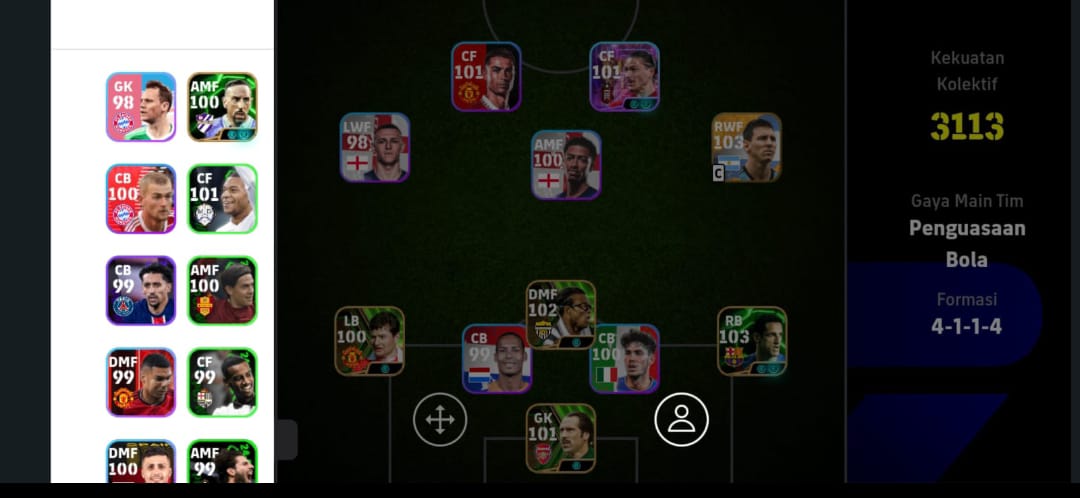 GK
98
AMF
100
CB
100
CF
101
CB
99
AMF
100
DMF
99
CF
99
DMF
100
AMF
99
CF
101
CF
101
LWF
98
AMF
100
RWF
103
C
DMF
102
LB
100
CB
99
CB
100
RB
103
GK
101
Kekuatan
Kolektif
3113
Gaya Main Tim
Penguasaan
Bola
Formasi
4-1-1-4